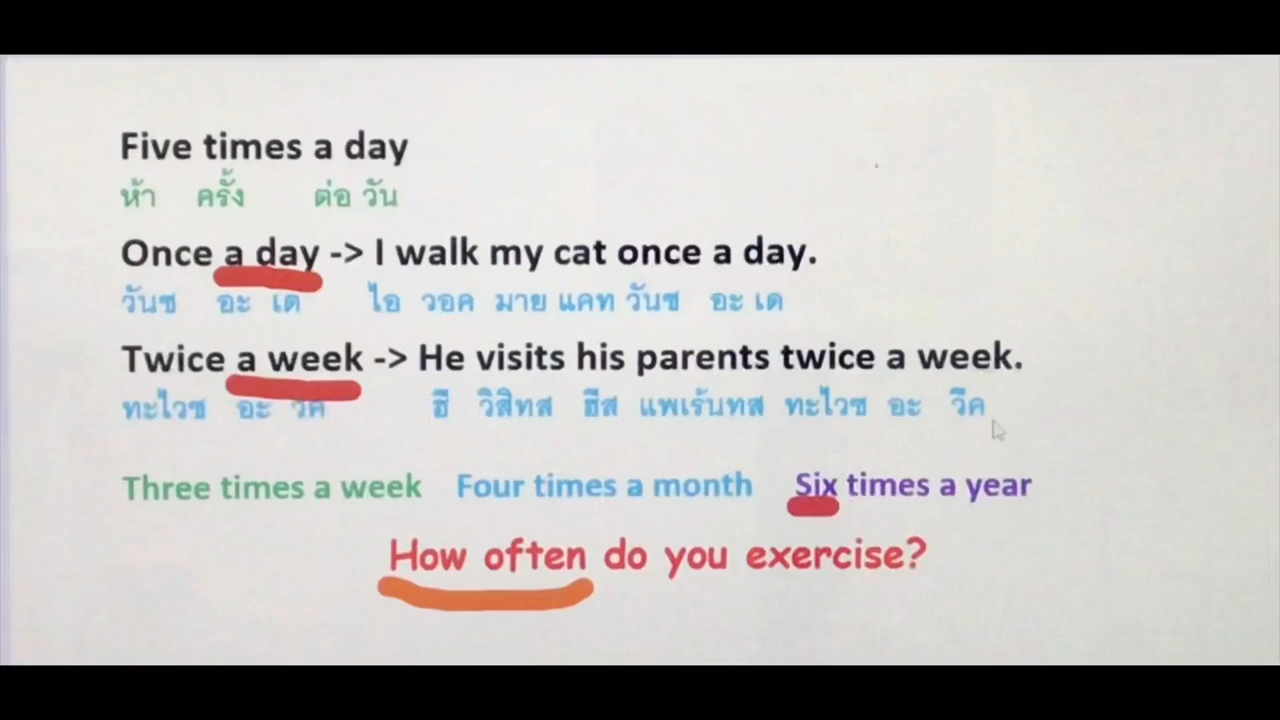 Five times a day
ห้า ครั้ง ต่อ วัน
Once a day -> I walk my cat once a day.
วันซ อะ เด ไอ วอค มาย แคท วันซ อะ เด
Twice a week -> He visits his parents twice a week.
ทะไวซ อะ วีค ฮี วิสิทส ฮีส แพเร้นทส ทะไวซ อะ วีค
Three times a week Four times a month Six times a year
How often do you exercise?